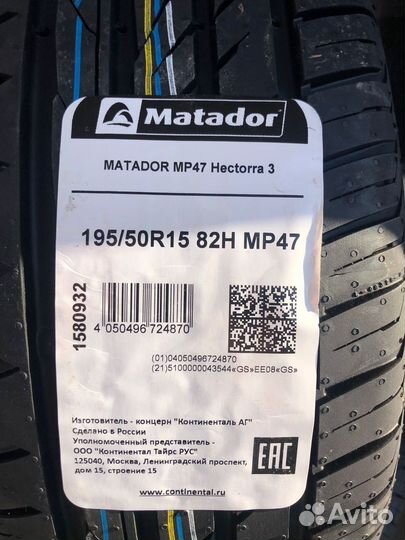 Matador
MATADOR MP47 Hectorra 3
195/50R15 82H MP47
1580932
4 050496 724870
(01)04050496724870
(21)5100000043544«GS»EE08«GS»
Изготовитель - концерн "Континенталь АГ"
Сделано в России
Уполномоченный представитель -
ООО "Континентал Тайрс РУС"
125040, Москва, Ленинградский проспект,
дом 15, строение 15
EAC
www.continental.ru
Avito